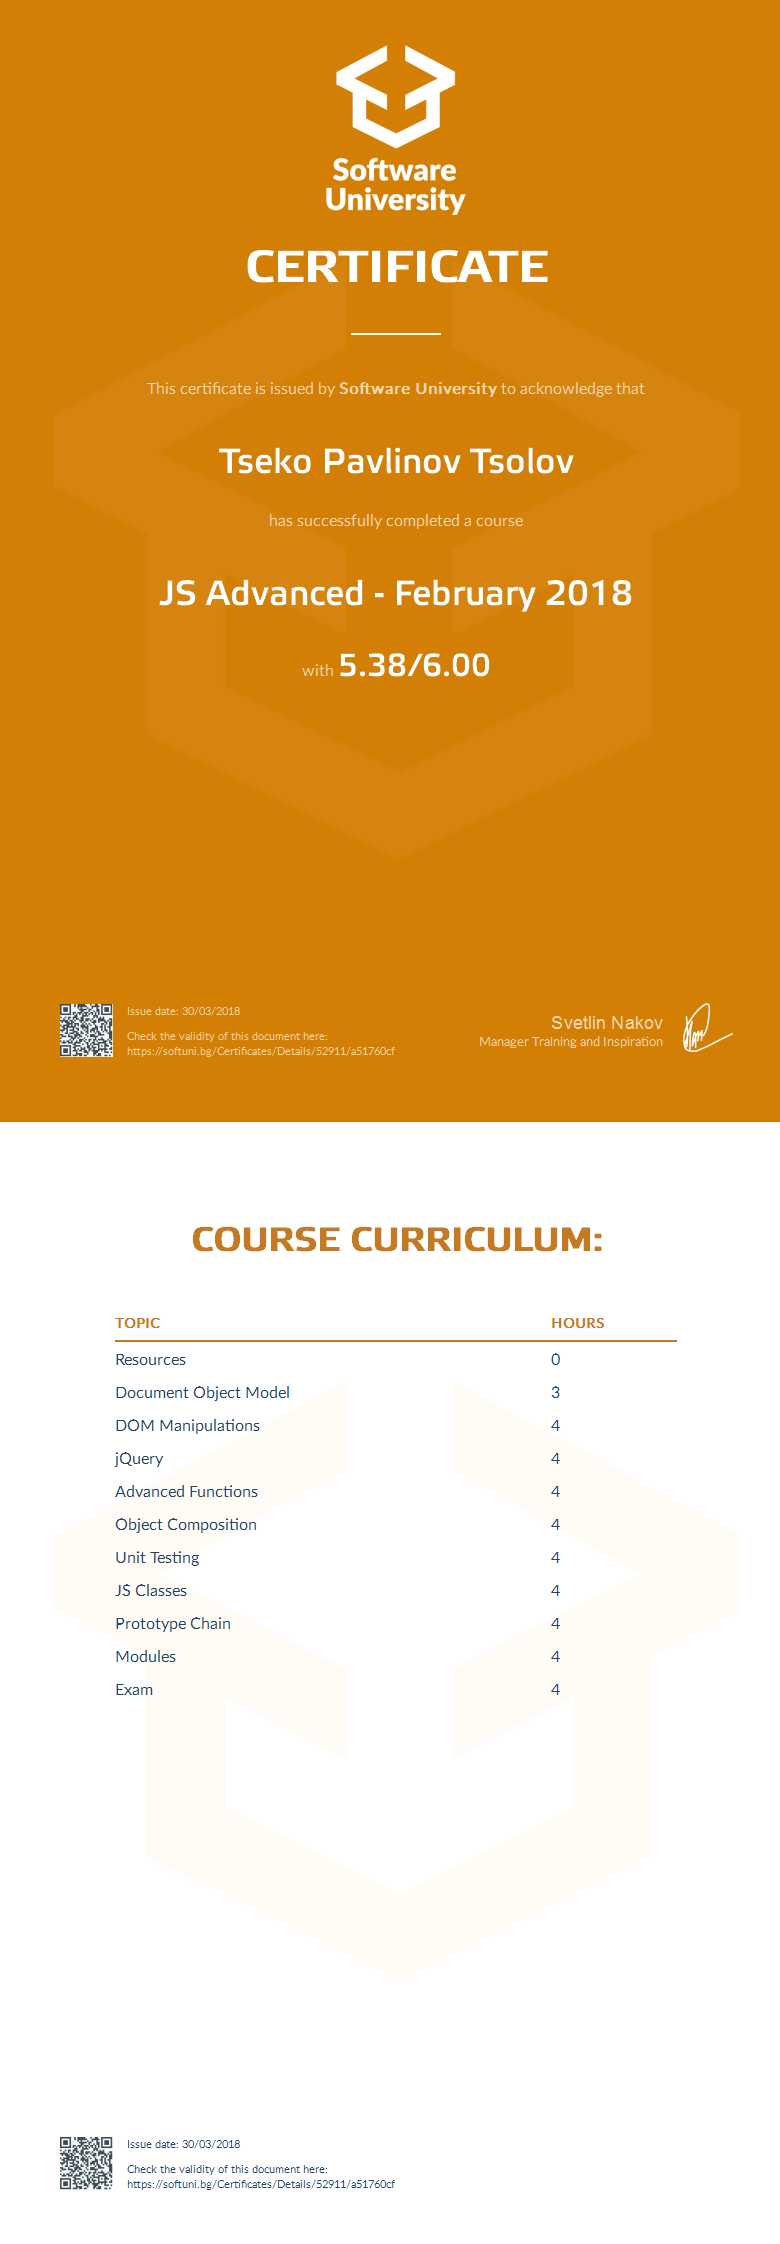 Software
University
CERTIFICATE
This certificate is issued by Software University to acknowledge that
Tseko Pavlinov Tsolov
has successfully completed a course
JS Advanced - February 2018
with 5.38/6.00
Issue date: 30/03/2018
Check the validity of this document here:
https://softuni.bg/Certificates/Details/52911/a51760cf
Svetlin Nakov
Manager Training and Inspiration
COURSE CURRICULUM:
TOPIC HOURS
Resources 0
Document Object Model 3
DOM Manipulations 4
jQuery 4
Advanced Functions 4
Object Composition 4
Unit Testing 4
JS Classes 4
Prototype Chain 4
Modules 4
Exam 4
Issue date: 30/03/2018
Check the validity of this document here:
https://softuni.bg/Certificates/Details/52911/a51760cf